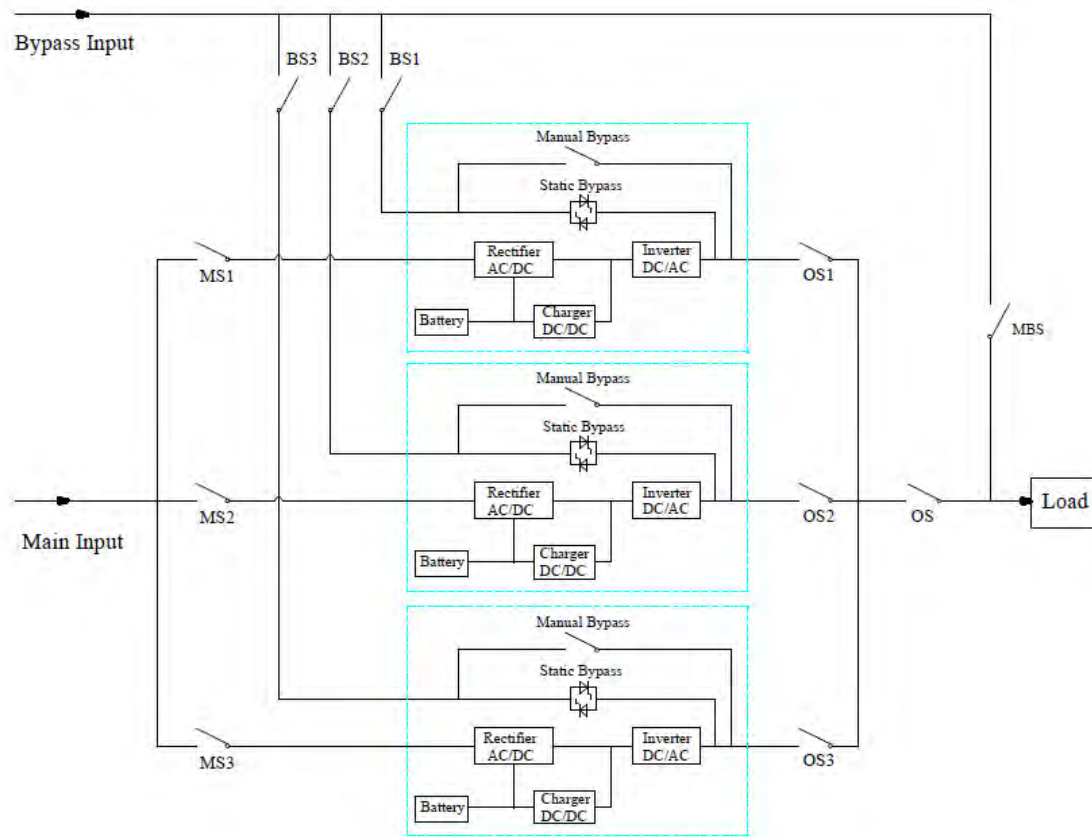 Bypass Input
BS3
BS2
BS1
Manual Bypass
Static Bypass
Rectifier
AC/DC
Inverter
DC/AC
MS1
OS1
Battery
Charger
DC/DC
MBS
Manual Bypass
Static Bypass
Rectifier
AC/DC
Inverter
DC/AC
MS2
OS2
OS
Load
Main Input
Battery
Charger
DC/DC
Manual Bypass
Static Bypass
Rectifier
AC/DC
Inverter
DC/AC
MS3
OS3
Battery
Charger
DC/DC